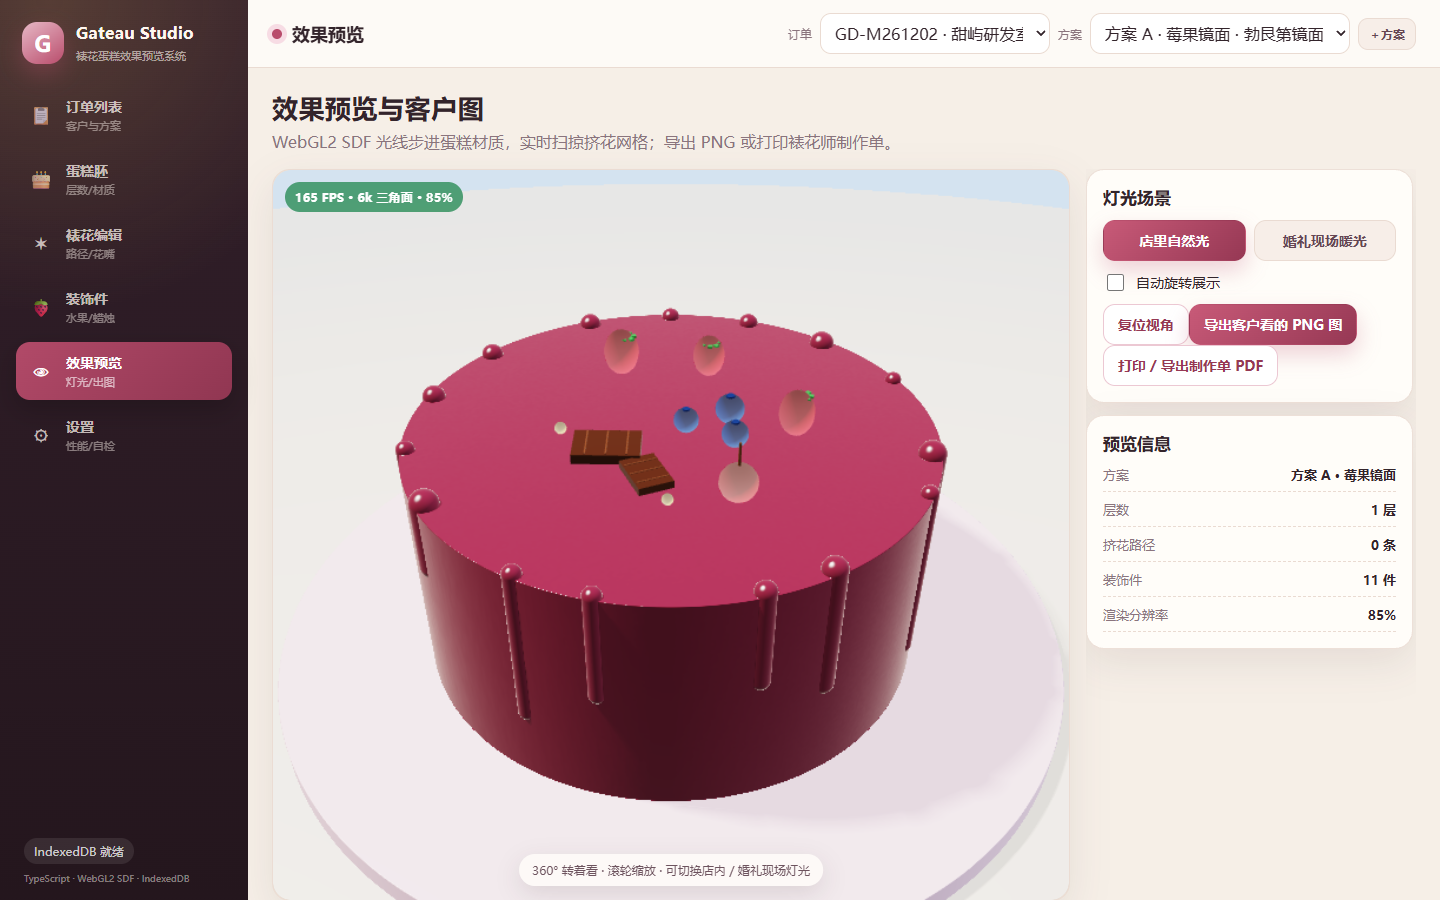 G
Gateau Studio
裱花蛋糕效果预览系统
订单列表
客户与方案
蛋糕胚
层数/材质
裱花编辑
路径/花嘴
装饰件
水果/蜡烛
效果预览
灯光/出图
设置
性能/自检
IndexedDB 就绪
TypeScript · WebGL2 SDF · IndexedDB
效果预览
订单
GD-M261202 · 甜屿研发室
方案
方案 A · 莓果镜面 · 勃艮第镜面
+ 方案
效果预览与客户图
WebGL2 SDF 光线步进蛋糕材质，实时扫掠挤花网格；导出 PNG 或打印裱花师制作单。
165 FPS • 6k 三角面 • 85%
360° 转着看 · 滚轮缩放 · 可切换店内 / 婚礼现场灯光
灯光场景
店里自然光
婚礼现场暖光
自动旋转展示
复位视角
导出客户看的 PNG 图
打印 / 导出制作单 PDF
预览信息
方案
方案 A • 莓果镜面
层数
1 层
挤花路径
0 条
装饰件
11 件
渲染分辨率
85%